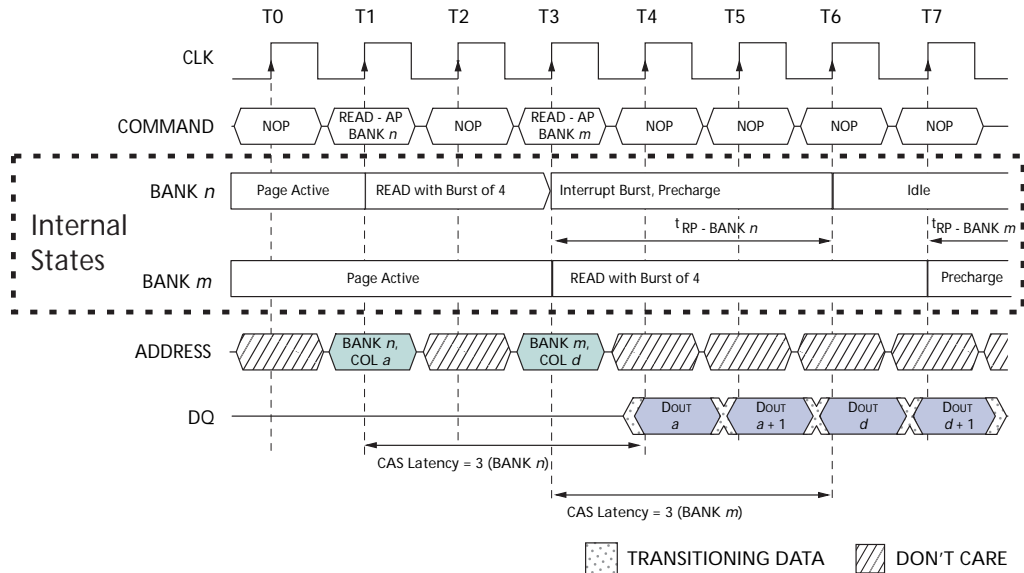 T0 T1 T2 T3 T4 T5 T6 T7
CLK
COMMAND NOP READ - AP BANK n NOP READ - AP BANK m NOP NOP NOP NOP
BANK n Page Active READ with Burst of 4 Interrupt Burst, Precharge Idle
Internal
States
tRP - BANK n tRP - BANK m
BANK m Page Active READ with Burst of 4 Precharge
ADDRESS BANK n, COL a BANK m, COL d
DQ DOUT a DOUT a + 1 DOUT d DOUT d + 1
CAS Latency = 3 (BANK n)
CAS Latency = 3 (BANK m)
TRANSITIONING DATA DON'T CARE